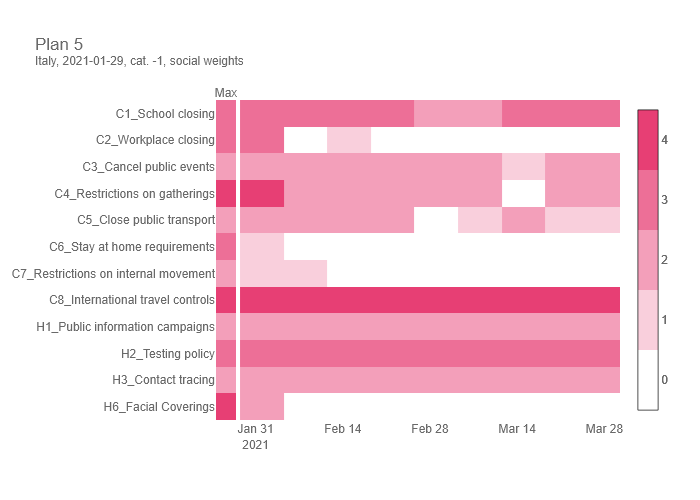 Plan 5
Italy, 2021-01-29, cat. -1, social weights
Max
C1_School closing
C2_Workplace closing
C3_Cancel public events
C4_Restrictions on gatherings
C5_Close public transport
C6_Stay at home requirements
C7_Restrictions on internal movement
C8_International travel controls
H1_Public information campaigns
H2_Testing policy
H3_Contact tracing
H6_Facial Coverings
Jan 31 Feb 14 Feb 28 Mar 14 Mar 28
2021
4
3
2
1
0